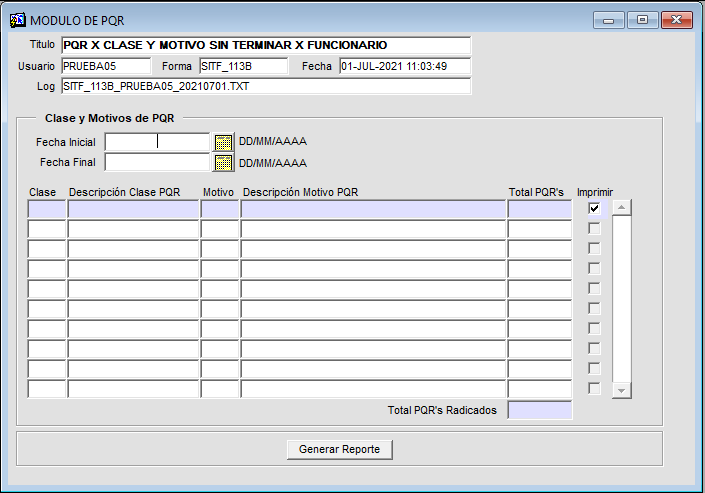 MODULO DE PQR
Titulo PQR X CLASE Y MOTIVO SIN TERMINAR X FUNCIONARIO
Usuario PRUEBA05 Forma SITF_113B Fecha 01-JUL-2021 11:03:49
Log SITF_113B_PRUEBA05_20210701.TXT
Clase y Motivos de PQR
Fecha Inicial DD/MM/AAAA
Fecha Final DD/MM/AAAA
Clase Descripción Clase PQR Motivo Descripción Motivo PQR Total PQR's Imprimir
Total PQR's Radicados
Generar Reporte